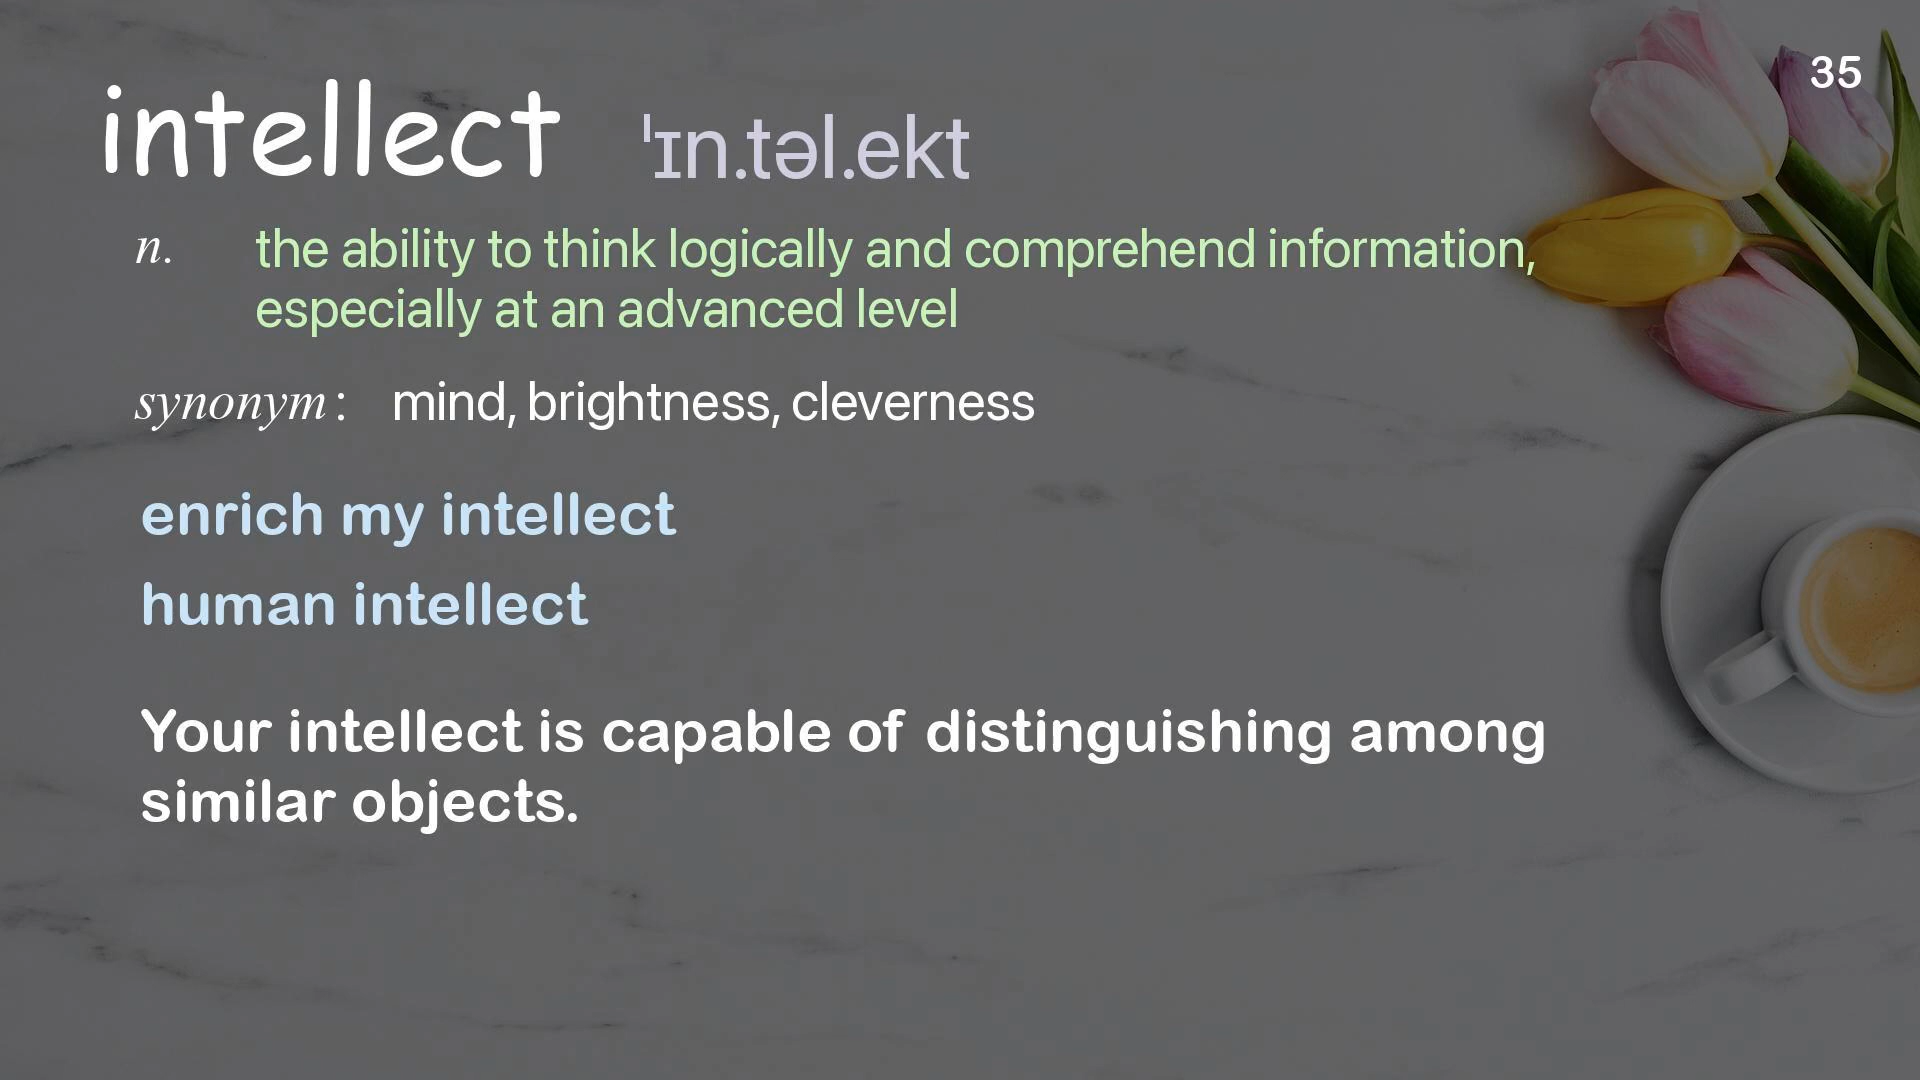 35
intellect ˈɪn.təl.ekt
n. the ability to think logically and comprehend information,
especially at an advanced level
synonym: mind, brightness, cleverness
enrich my intellect
human intellect
Your intellect is capable of distinguishing among
similar objects.